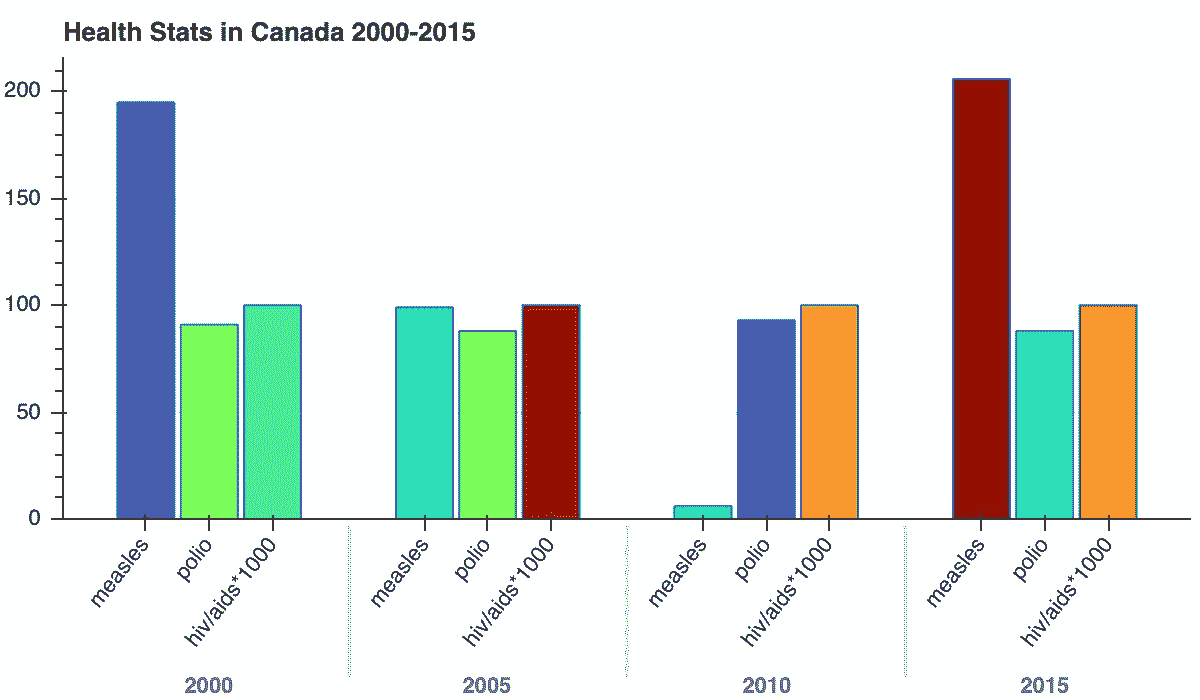 Health Stats in Canada 2000-2015
200
150
100
50
0
measles
polio
hiv/aids*1000
measles
polio
hiv/aids*1000
measles
polio
hiv/aids*1000
measles
polio
hiv/aids*1000
2000
2005
2010
2015